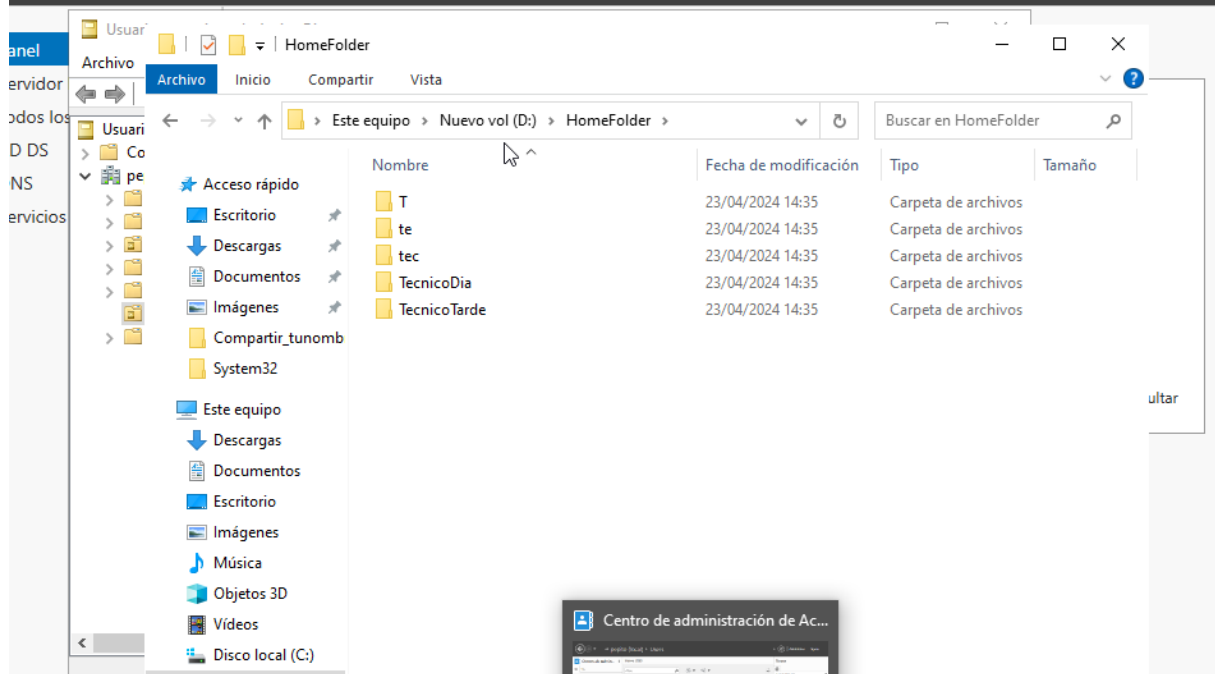 Usuar
anel
Archivo
ervidor
odos los
D DS
NS
ervicios
Usuari
Co
pe
HomeFolder
Archivo Inicio Compartir Vista
Este equipo > Nuevo vol (D:) > HomeFolder >
Buscar en HomeFolder
Nombre Fecha de modificación Tipo Tamaño
Acceso rápido
Escritorio
Descargas
Documentos
Imágenes
Compartir_tunomb
System32
Este equipo
Descargas
Documentos
Escritorio
Imágenes
Música
Objetos 3D
Vídeos
Disco local (C:)
T 23/04/2024 14:35 Carpeta de archivos
te 23/04/2024 14:35 Carpeta de archivos
tec 23/04/2024 14:35 Carpeta de archivos
TecnicoDia 23/04/2024 14:35 Carpeta de archivos
TecnicoTarde 23/04/2024 14:35 Carpeta de archivos
ultar
Centro de administración de Ac...